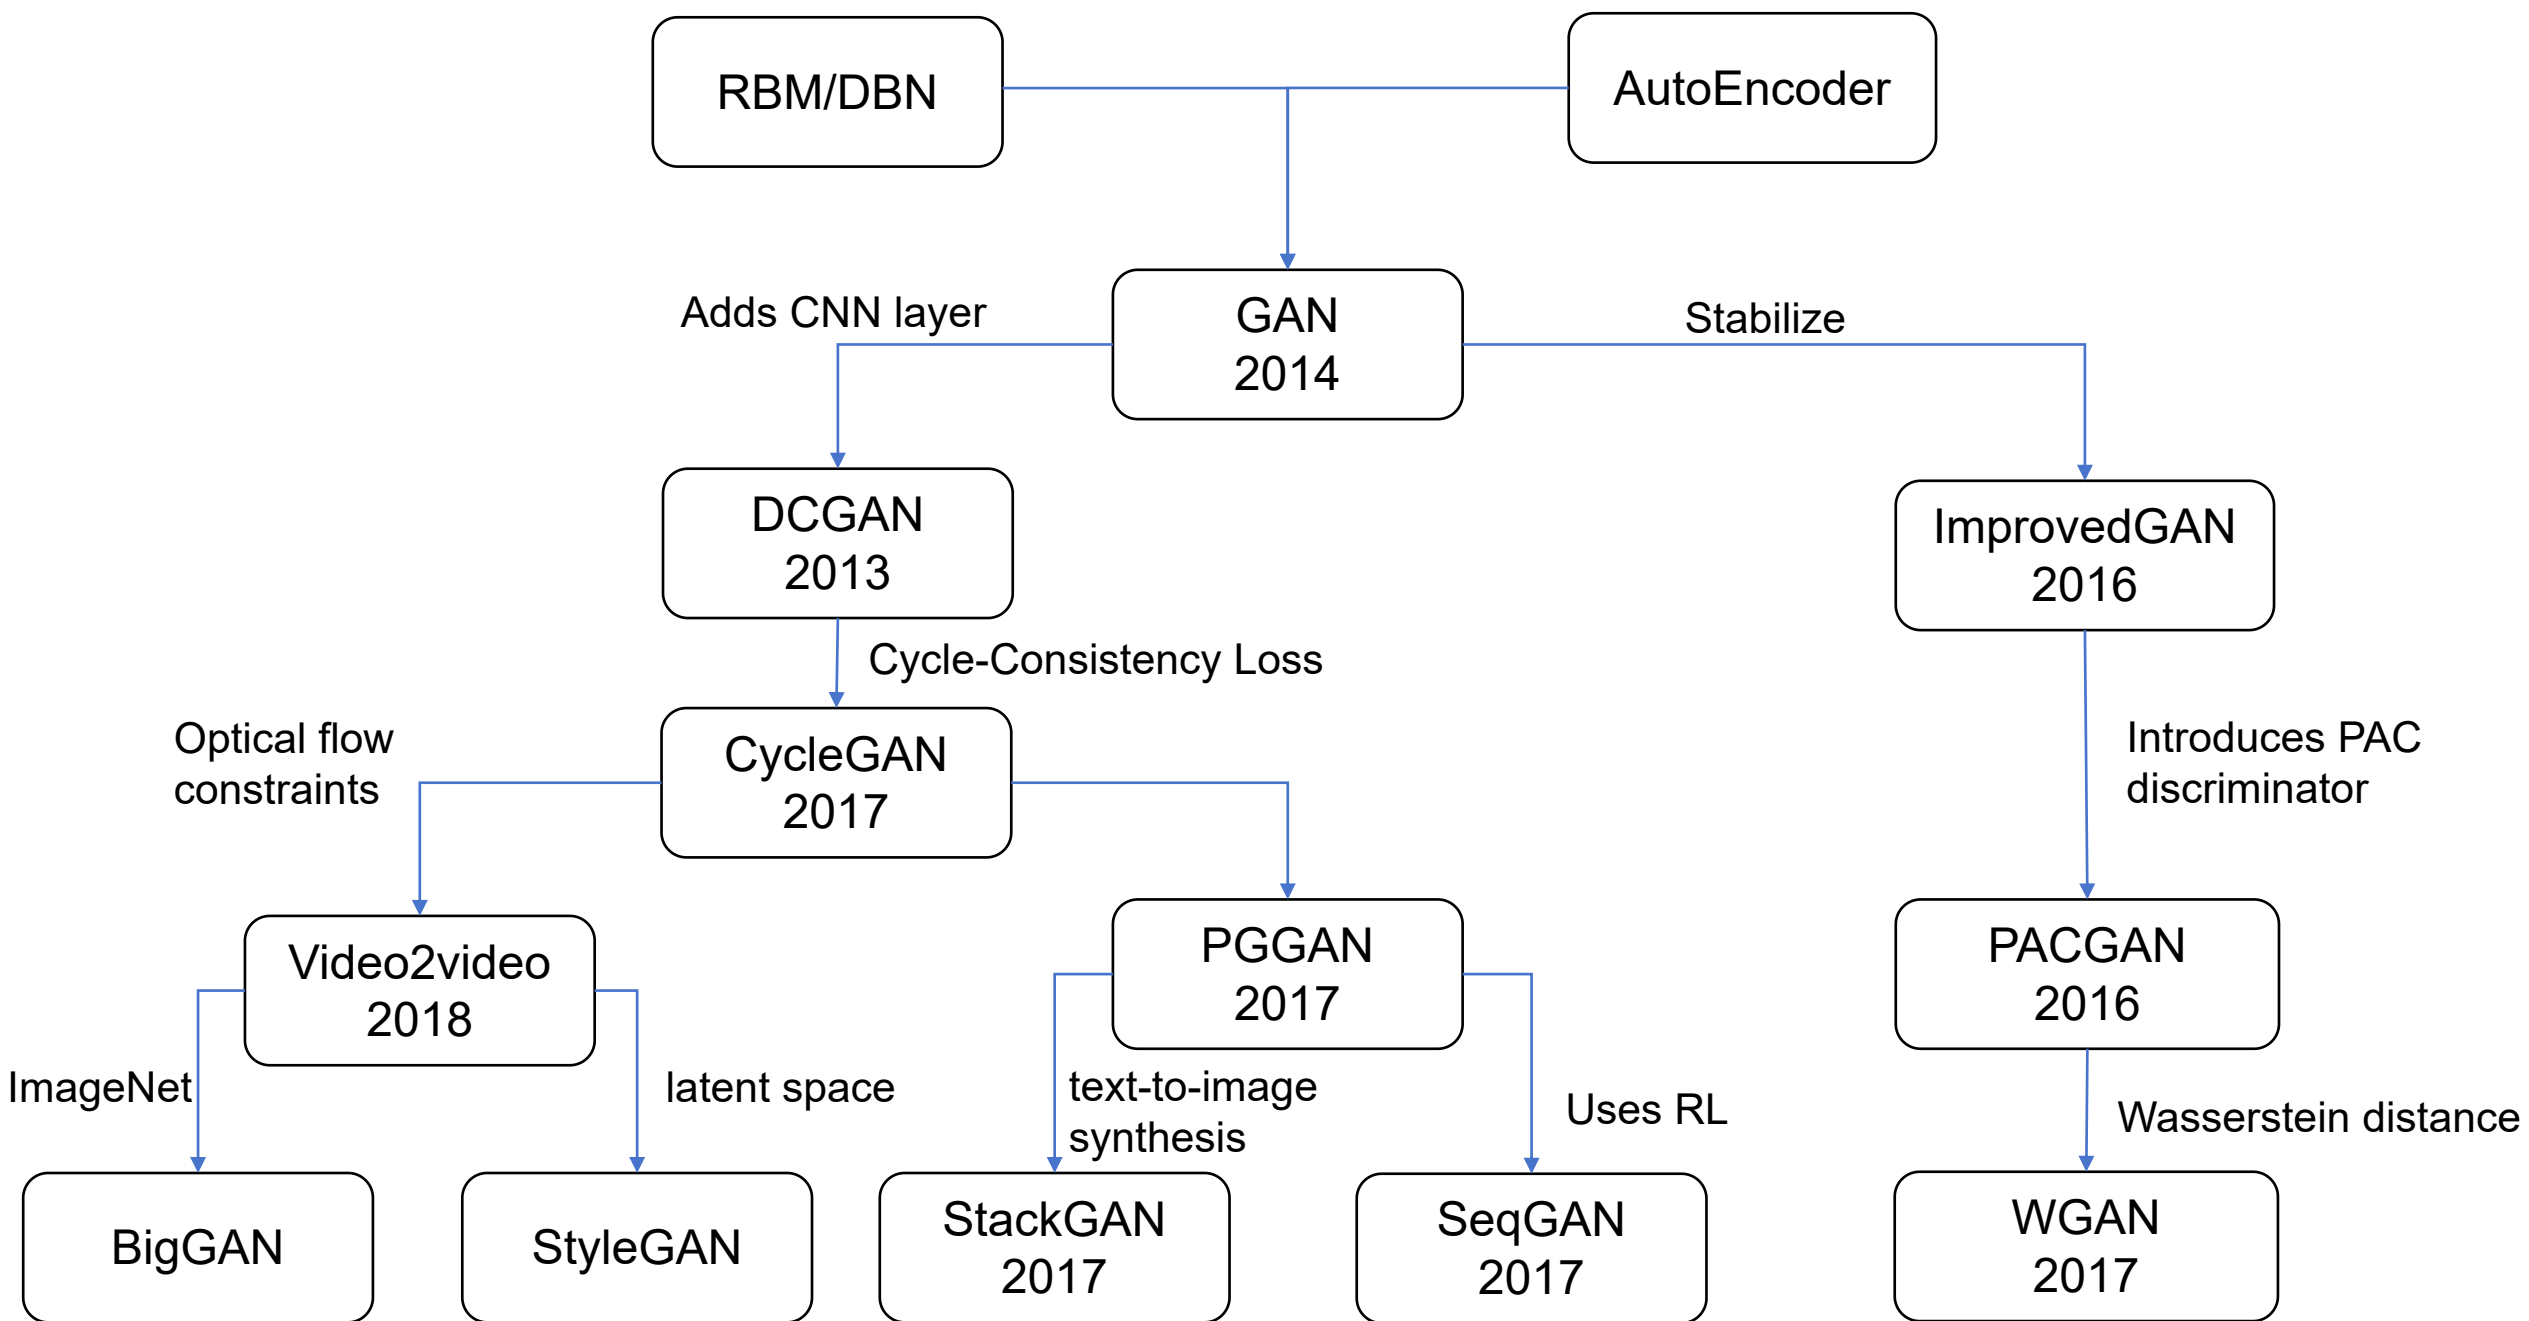 RBM/DBN
AutoEncoder
GAN
2014
Adds CNN layer
Stabilize
DCGAN
2013
ImprovedGAN
2016
Cycle-Consistency Loss
Optical flow
constraints
CycleGAN
2017
Introduces PAC
discriminator
Video2video
2018
PGGAN
2017
PACGAN
2016
ImageNet
latent space
text-to-image
synthesis
Uses RL
Wasserstein distance
BigGAN
StyleGAN
StackGAN
2017
SeqGAN
2017
WGAN
2017